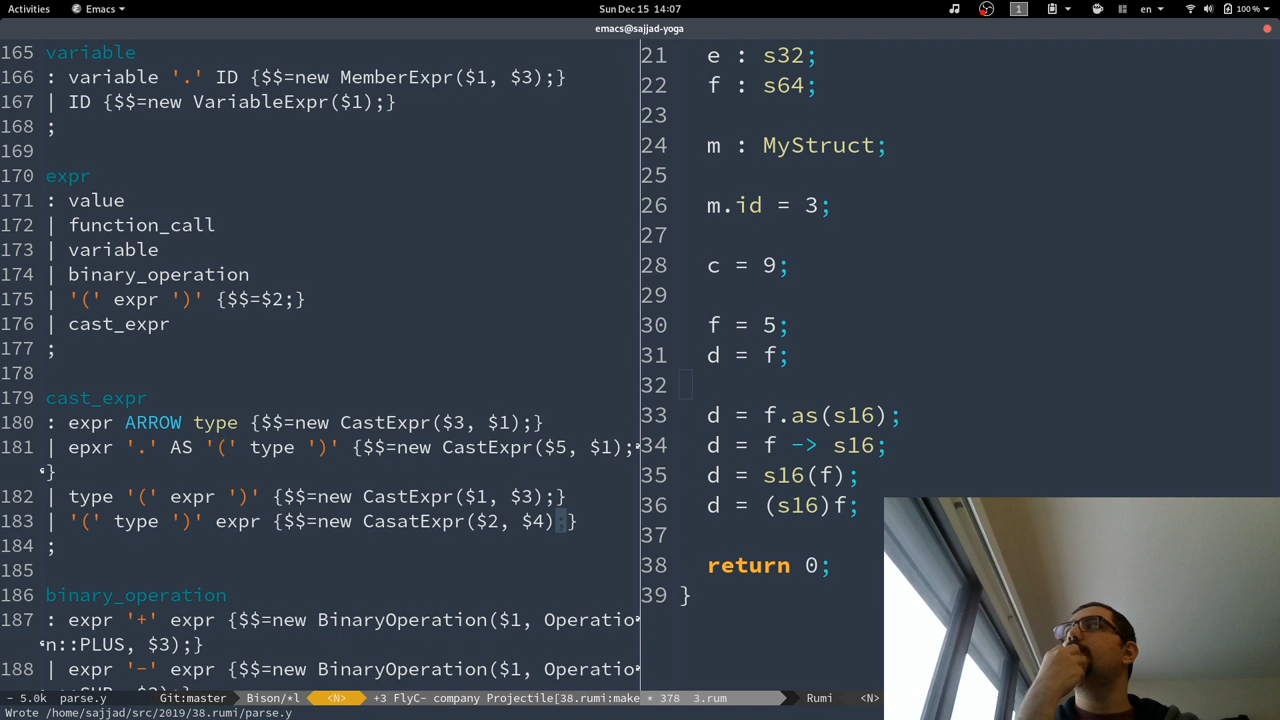 Activities Emacs Sun Dec 15 14:07 1 en 100 %
emacs@sajjad-yoga
165 variable
166 : variable '.' ID {$$=new MemberExpr($1, $3);}
167 | ID {$$=new VariableExpr($1);}
168 ;
169
170 expr
171 : value
172 | function_call
173 | variable
174 | binary_operation
175 | '(' expr ')' {$$=$2;}
176 | cast_expr
177 ;
178
179 cast_expr
180 : expr ARROW type {$$=new CastExpr($3, $1);}
181 | epxr '.' AS '(' type ')' {$$=new CastExpr($5, $1);
}
182 | type '(' expr ')' {$$=new CastExpr($1, $3);}
183 | '(' type ')' expr {$$=new CasatExpr($2, $4);}
184 ;
185
186 binary_operation
187 : expr '+' expr {$$=new BinaryOperation($1, Operatio
n::PLUS, $3);}
188 | expr '-' expr {$$=new BinaryOperation($1, Operatio
- 5.0k parse.y Git:master Bison/*l <N> +3 FlyC- company Projectile[38.rumi:make
Wrote /home/sajjad/src/2019/38.rumi/parse.y
21 e : s32;
22 f : s64;
23
24 m : MyStruct;
25
26 m.id = 3;
27
28 c = 9;
29
30 f = 5;
31 d = f;
32
33 d = f.as(s16);
34 d = f -> s16;
35 d = s16(f);
36 d = (s16)f;
37
38 return 0;
39 }
* 378 3.rum Rumi <N>